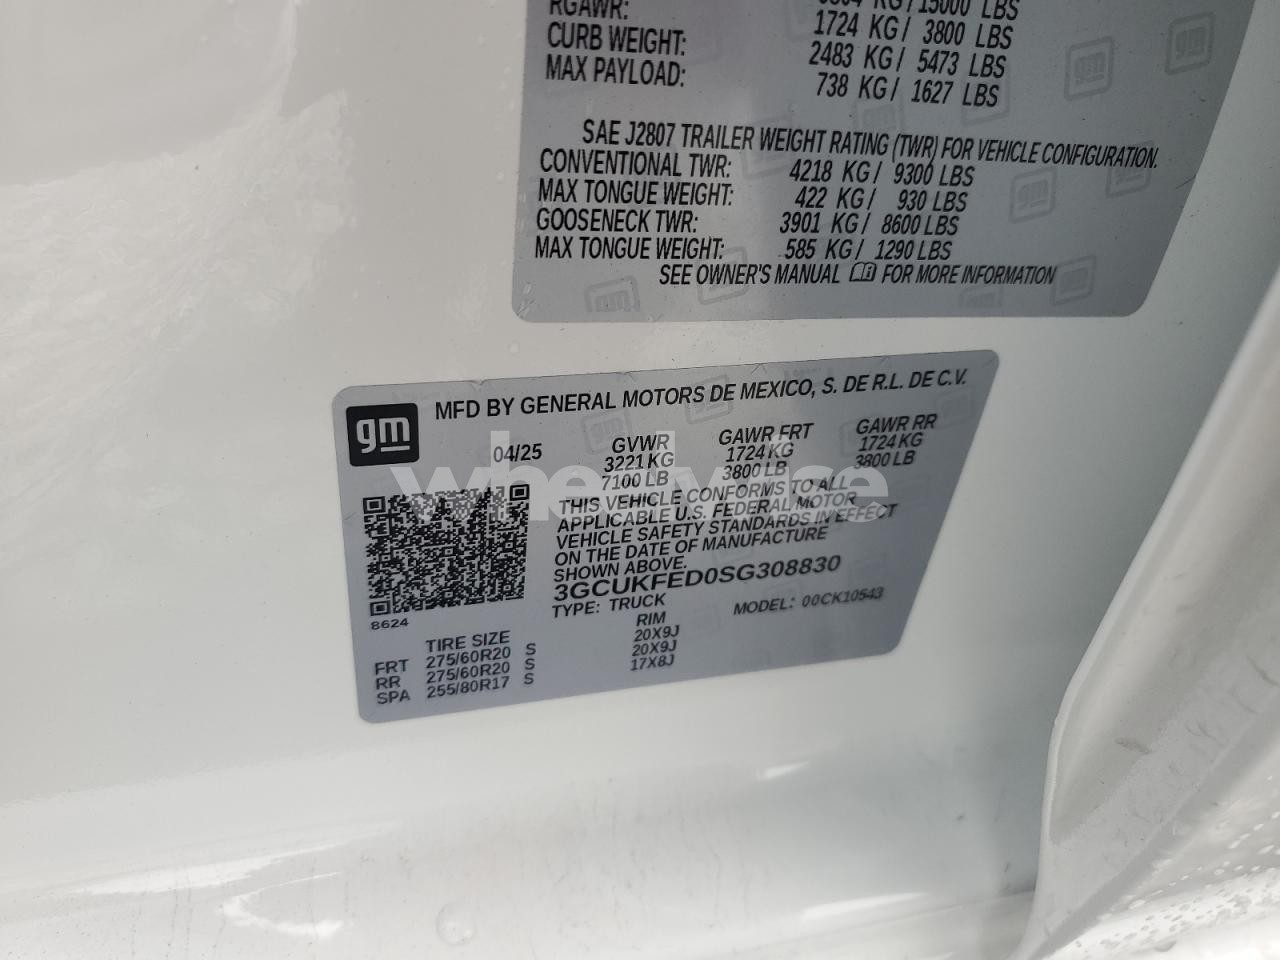 RGAWR: 1724 KG / 3800 LBS
CURB WEIGHT: 2483 KG / 5473 LBS
MAX PAYLOAD: 738 KG / 1627 LBS
SAE J2807 TRAILER WEIGHT RATING (TWR) FOR VEHICLE CONFIGURATION.
CONVENTIONAL TWR: 4218 KG / 9300 LBS
MAX TONGUE WEIGHT: 422 KG / 930 LBS
GOOSENECK TWR: 3901 KG / 8600 LBS
MAX TONGUE WEIGHT: 585 KG / 1290 LBS
SEE OWNER'S MANUAL FOR MORE INFORMATION
gm
MFD BY GENERAL MOTORS DE MEXICO, S. DE R.L. DE C.V.
04/25 GVWR GAWR FRT GAWR RR
3221 KG 1724 KG 1724 KG
7100 LB 3800 LB 3800 LB
THIS VEHICLE CONFORMS TO ALL
APPLICABLE U.S. FEDERAL MOTOR
VEHICLE SAFETY STANDARDS IN EFFECT
ON THE DATE OF MANUFACTURE
SHOWN ABOVE.
3GCUKFED0SG308830
TYPE: TRUCK MODEL: 00CK10543
8624
TIRE SIZE RIM
FRT 275/60R20 S 20X9J
RR 275/60R20 S 20X9J
SPA 255/80R17 S 17X8J